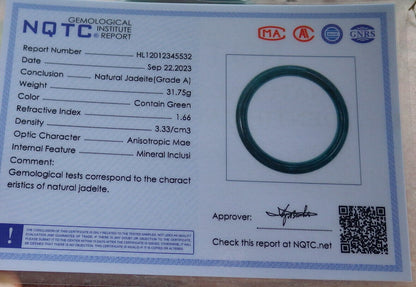 NQTC
GEMOLOGICAL
INSTITUTE
REPORT
MA
GNRS
Report Number HL12012345532
Date Sep 22,2023
Conclusion Natural Jadeite(Grade A)
Weight 31.75g
Color Contain Green
Refractive Index 1.66
Density 3.33/cm3
Optic Character Anisotropic Mae
Internal Feature Mineral Inclusi
Comment:
Gemological tests correspond to the charact
eristics of natural jadeite.
Approver:
Check this report at NQTC.net